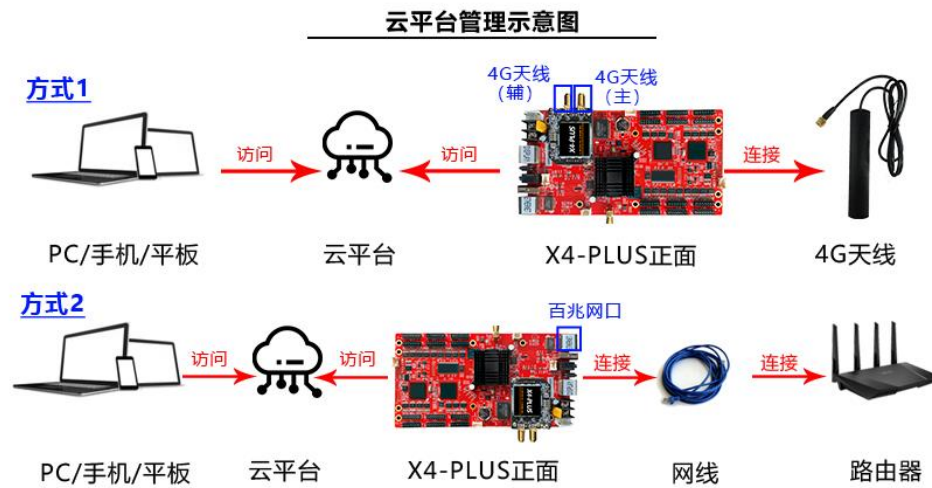 云平台管理示意图
方式1
4G天线
(辅)
4G天线
(主)
访问
访问
X4-PLUS
连接
PC/手机/平板
云平台
X4-PLUS正面
4G天线
方式2
百兆网口
访问
访问
X4-PLUS
连接
连接
PC/手机/平板
云平台
X4-PLUS正面
网线
路由器